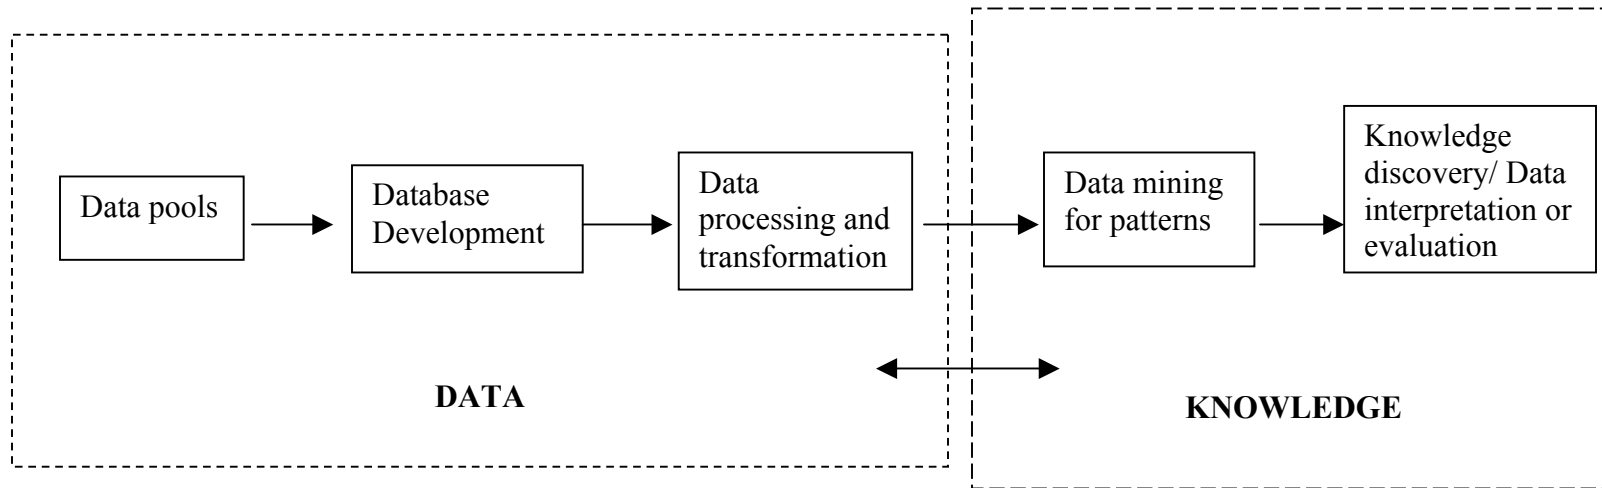 Data pools
Database
Development
Data
processing and
transformation
Data mining
for patterns
Knowledge
discovery/ Data
interpretation or
evaluation
DATA
KNOWLEDGE